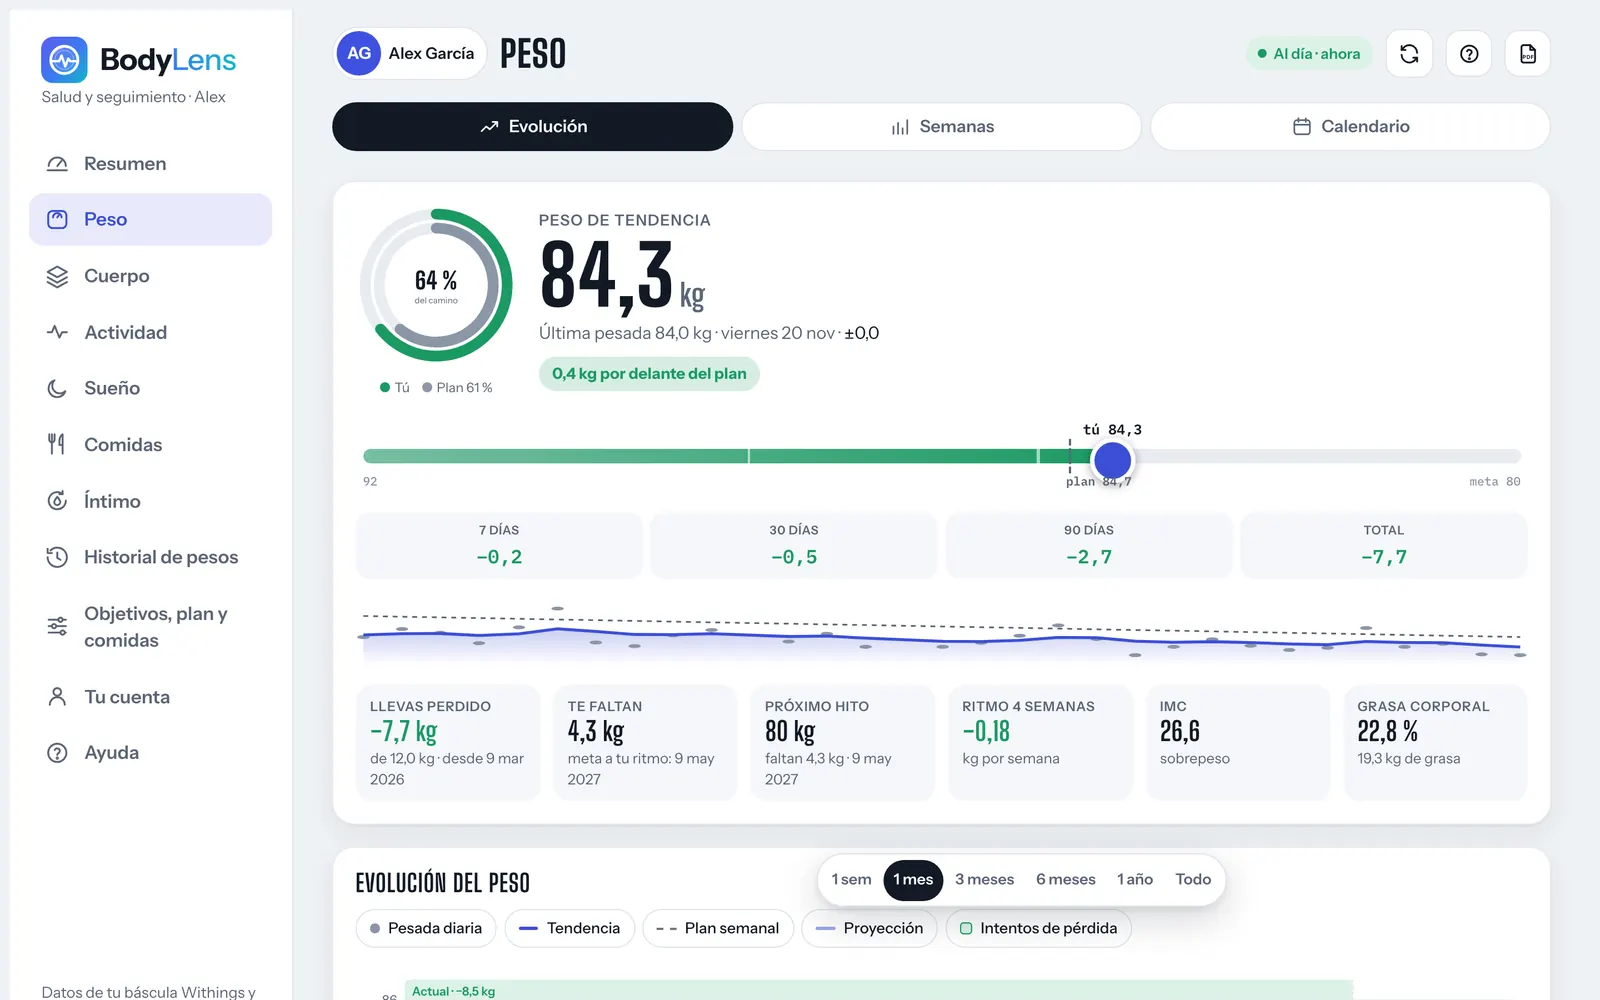 BodyLens
Salud y seguimiento · Alex
Resumen
Peso
Cuerpo
Actividad
Sueño
Comidas
Íntimo
Historial de pesos
Objetivos, plan y
comidas
Tu cuenta
Ayuda
Datos de tu báscula Withings y
AG Alex García PESO
Al día · ahora
PDF
Evolución
Semanas
Calendario
64 %
del camino
Tú Plan 61 %
PESO DE TENDENCIA
84,3 kg
Última pesada 84,0 kg · viernes 20 nov · ±0,0
0,4 kg por delante del plan
tú 84,3
92
plan 84,7
meta 80
7 DÍAS
−0,2
30 DÍAS
−0,5
90 DÍAS
−2,7
TOTAL
−7,7
LLEVAS PERDIDO
−7,7 kg
de 12,0 kg · desde 9 mar
2026
TE FALTAN
4,3 kg
meta a tu ritmo: 9 may
2027
PRÓXIMO HITO
80 kg
faltan 4,3 kg · 9 may
2027
RITMO 4 SEMANAS
−0,18
kg por semana
IMC
26,6
sobrepeso
GRASA CORPORAL
22,8 %
19,3 kg de grasa
EVOLUCIÓN DEL PESO
1 sem 1 mes 3 meses 6 meses 1 año Todo
Pesada diaria Tendencia Plan semanal Proyección Intentos de pérdida
86
Actual · −8,5 kg